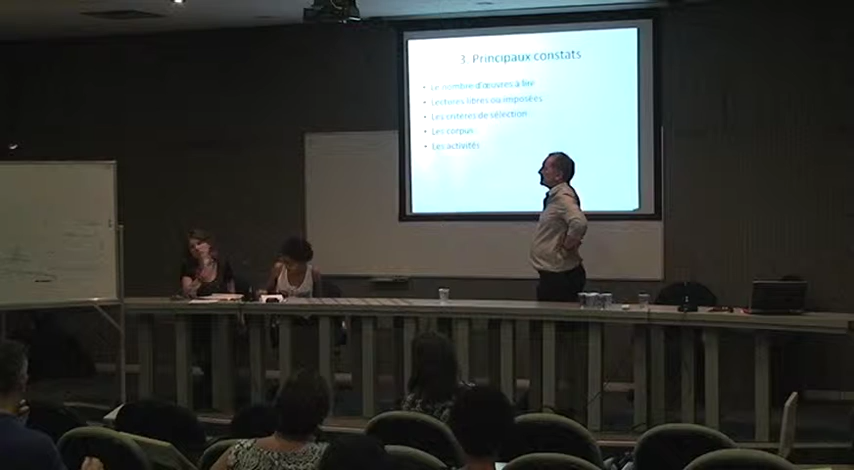 3. Principaux constats
• Le nombre d'œuvres à lire
• Lectures libres ou imposées
• Les critères de sélection
• Les corpus
• Les activités